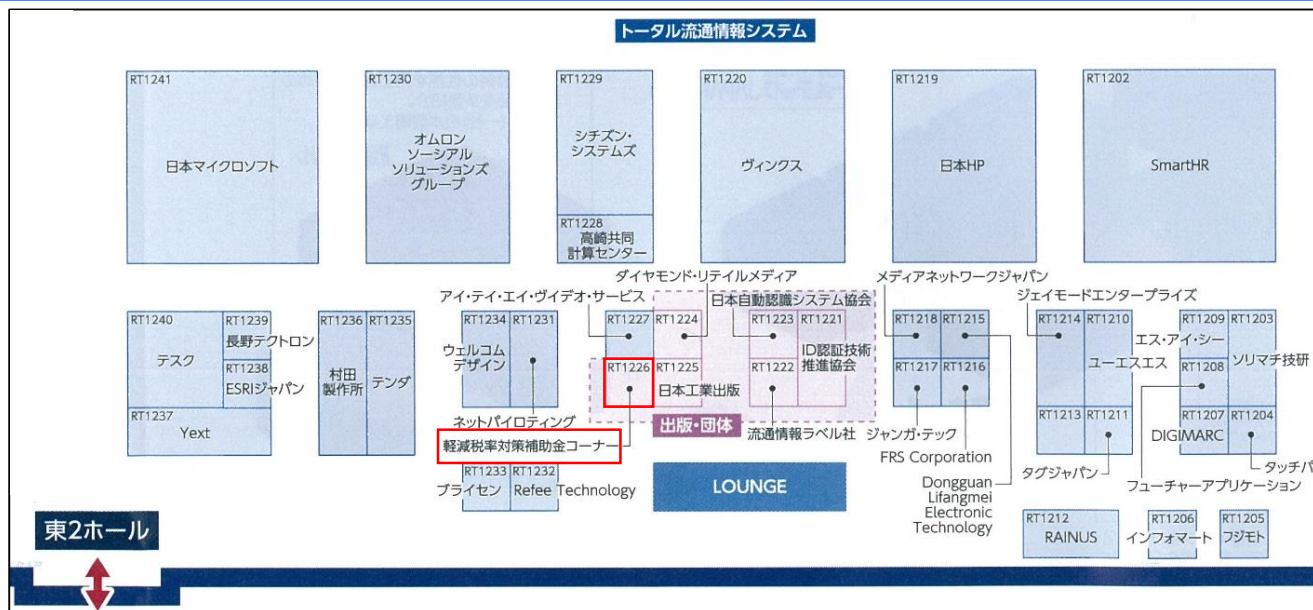 トータル流通情報システム
RT1241
日本マイクロソフト
RT1230
オムロン
ソーシアル
ソリューションズ
グループ
RT1229
シチズン・
システムズ
RT1228
高崎共同
計算センター
RT1220
ヴィンクス
RT1219
日本HP
RT1202
SmartHR
ダイヤモンド・リテイルメディア
メディアネットワークジャパン
アイ・テイ・エイ・ヴイデオ・サービス
日本自動認識システム協会
ジェイモードエンタープライズ
RT1240
テスク
RT1239
長野テクトロン
RT1238
ESRIジャパン
RT1237
Yext
RT1236
村田
製作所
RT1235
テンダ
RT1234
ウェルコム
デザイン
RT1231
RT1227
RT1224
RT1226
RT1225
日本工業出版
RT1223
RT1221
ID認証技術
推進協会
RT1222
RT1218
RT1215
RT1217
RT1216
RT1214
RT1210
ユーエスエス
RT1213
RT1211
RT1209
エス・アイ・シー
RT1203
ソリマチ技研
RT1208
RT1207
DIGIMARC
RT1204
ネットパイロティング
出版・団体
流通情報ラベル社
ジャンガ・テック
軽減税率対策補助金コーナー
FRS Corporation
タグジャパン
タッチパ
フューチャーアプリケーション
RT1233
ブライセン
RT1232
Refee Technology
LOUNGE
Dongguan
Lifangmei
Electronic
Technology
RT1212
RAINUS
RT1206
インフォマート
RT1205
フジモト
東2ホール